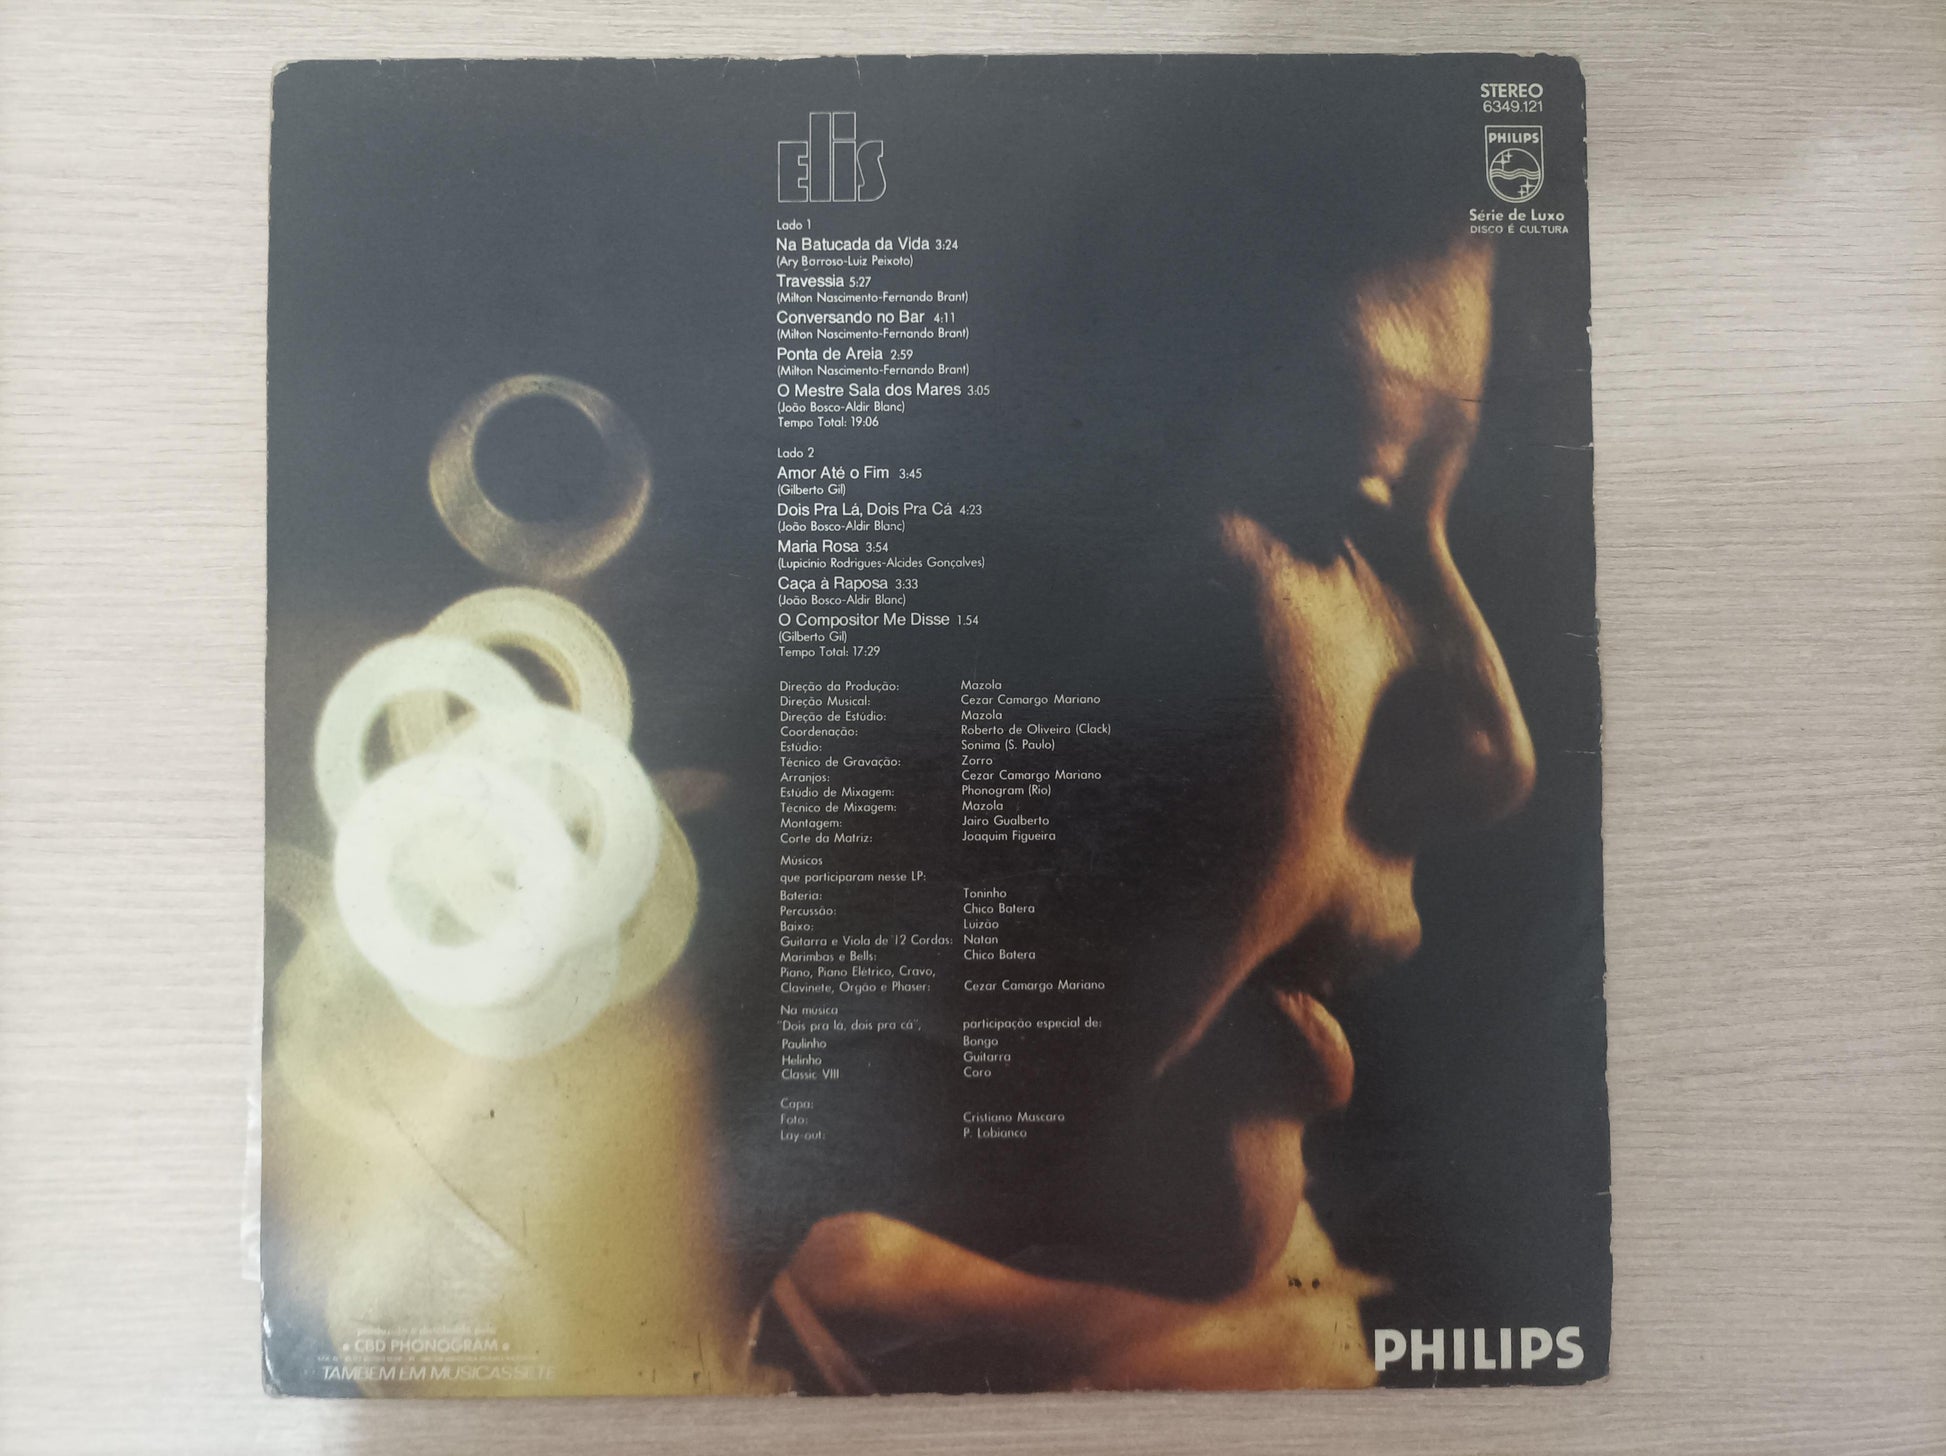 Elis
STEREO
6349.121
PHILIPS
Série de Luxo
DISCO É CULTURA
Lado 1
Na Batucada da Vida 3:24
(Ary Barroso-Luiz Peixoto)
Travessia 5:27
(Milton Nascimento-Fernando Brant)
Conversando no Bar 4:11
(Milton Nascimento-Fernando Brant)
Ponta de Areia 2:59
(Milton Nascimento-Fernando Brant)
O Mestre Sala dos Mares 3:05
(João Bosco-Aldir Blanc)
Tempo Total: 19:06
Lado 2
Amor Até o Fim 3:45
(Gilberto Gil)
Dois Pra Lá, Dois Pra Cá 4:23
(João Bosco-Aldir Blanc)
Maria Rosa 3:54
(Lupicínio Rodrigues-Alcides Gonçalves)
Caça à Raposa 3:33
(João Bosco-Aldir Blanc)
O Compositor Me Disse 1:54
(Gilberto Gil)
Tempo Total: 17:29
Direção da Produção: Mazola
Direção Musical: Cezar Camargo Mariano
Direção de Estúdio: Mazola
Coordenação: Roberto de Oliveira (Clack)
Estúdio: Sonima (S. Paulo)
Técnico de Gravação: Zorro
Arranjos: Cezar Camargo Mariano
Estúdio de Mixagem: Phonogram (Rio)
Técnico de Mixagem: Mazola
Montagem: Jairo Gualberto
Corte da Matriz: Joaquim Figueira
Músicos
que participaram nesse LP:
Bateria: Toninho
Percussão: Chico Batera
Baixo: Luizão
Guitarra e Viola de 12 Cordas: Natan
Marimbas e Bells: Chico Batera
Piano, Piano Elétrico, Cravo,
Clavinete, Orgão e Phaser: Cezar Camargo Mariano
Na música
"Dois pra lá, dois pra cá", participação especial de:
Paulinho Bongo
Helinho Guitarra
Classic VIII Coro
Capa:
Foto: Cristiano Mascaro
Lay-out: P. Lobianco
produzido e distribuído pela
• CBD PHONOGRAM •
TAMBEM EM MUSICASSETE
PHILIPS